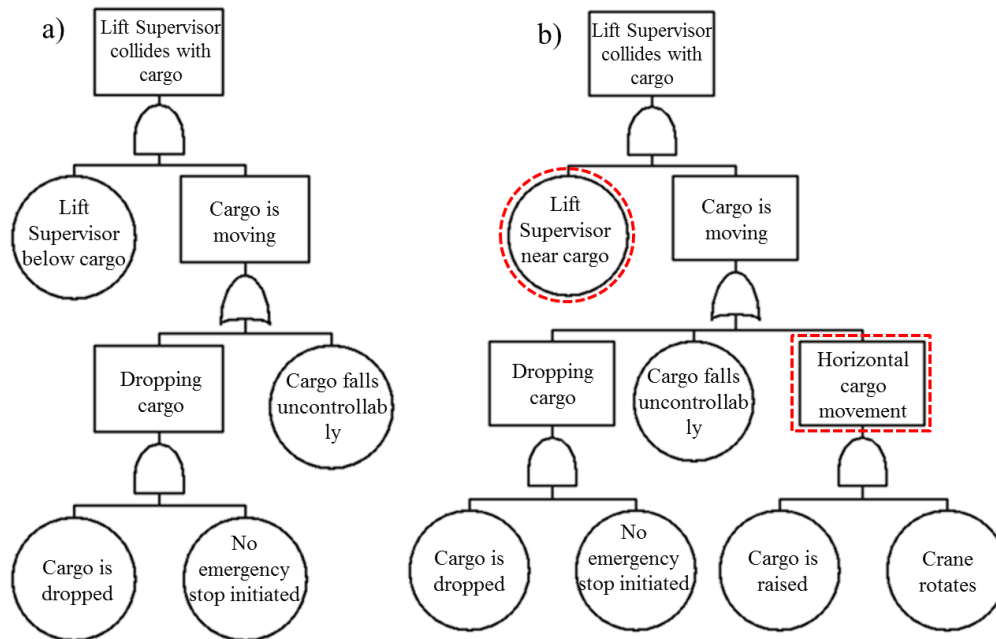 a)
Lift Supervisor
collides with
cargo
Lift
Supervisor
below cargo
Cargo is
moving
Dropping
cargo
Cargo falls
uncontrollab
ly
Cargo is
dropped
No
emergency
stop initiated
b)
Lift Supervisor
collides with
cargo
Lift
Supervisor
near cargo
Cargo is
moving
Dropping
cargo
Cargo falls
uncontrollab
ly
Horizontal
cargo
movement
Cargo is
dropped
No
emergency
stop initiated
Cargo is
raised
Crane
rotates